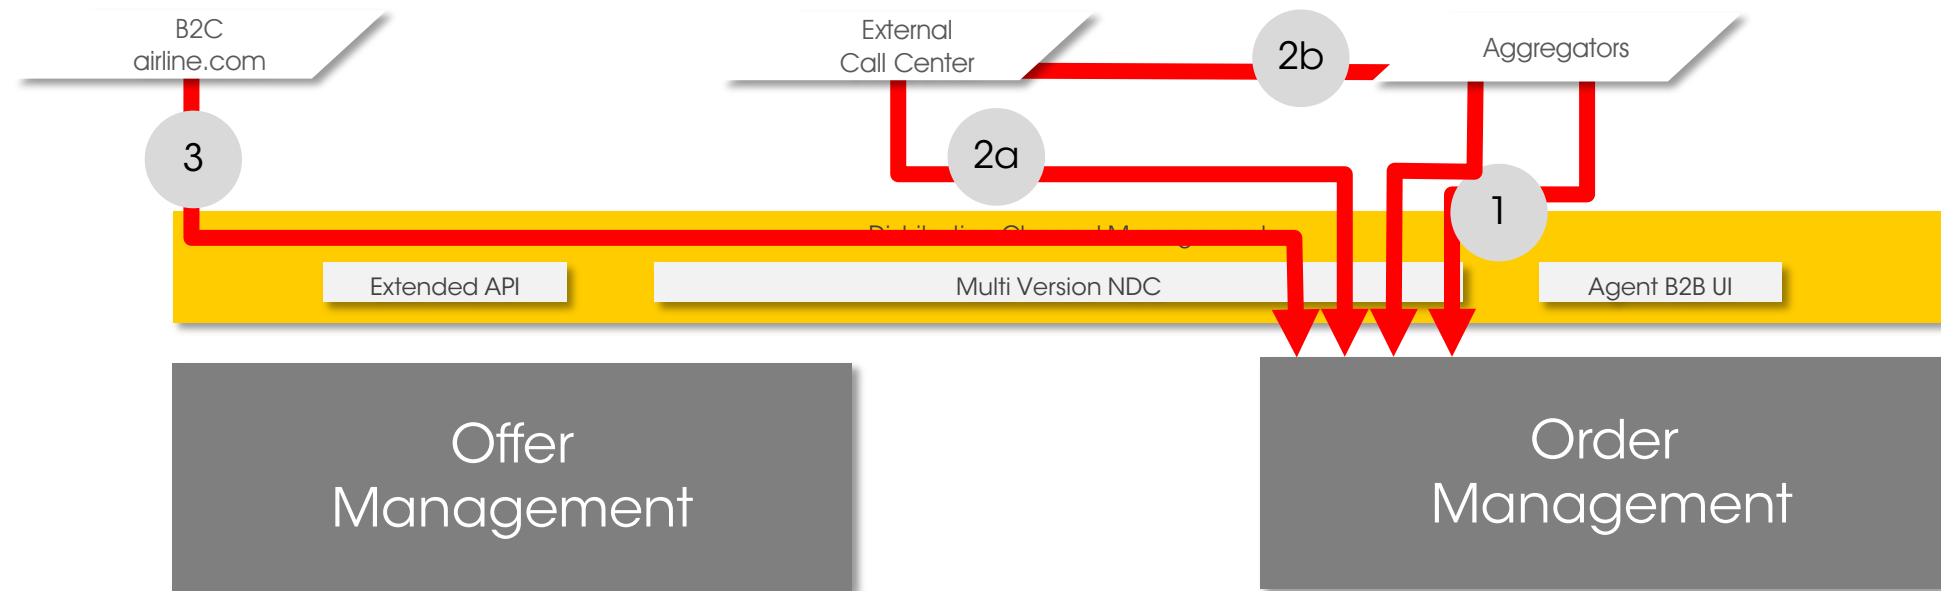 B2C
airline.com
External
Call Center
2b
Aggregators
3
2a
1
Extended API
Multi Version NDC
Agent B2B UI
Offer
Management
Order
Management